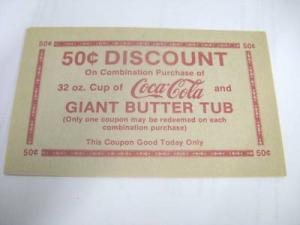 50¢ 50¢
50¢ DISCOUNT
On Combination Purchase of
32 oz. Cup of Coca-Cola and
GIANT BUTTER TUB
(Only one coupon may be redeemed on each
combination purchase)
This Coupon Good Today Only
50¢ 50¢